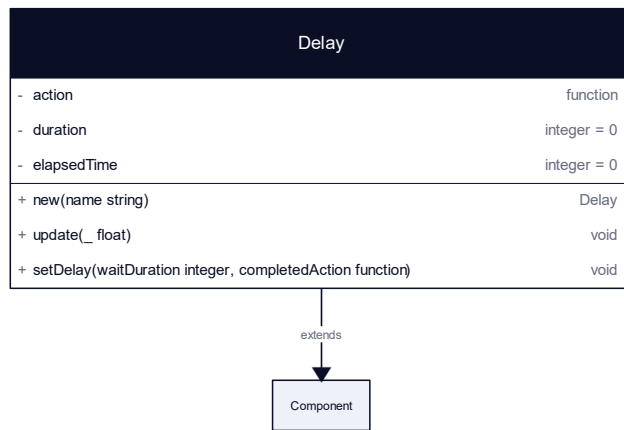 Delay
- action function
- duration integer = 0
- elapsedTime integer = 0
+ new(name string) Delay
+ update(_ float) void
+ setDelay(waitDuration integer, completedAction function) void
extends
Component